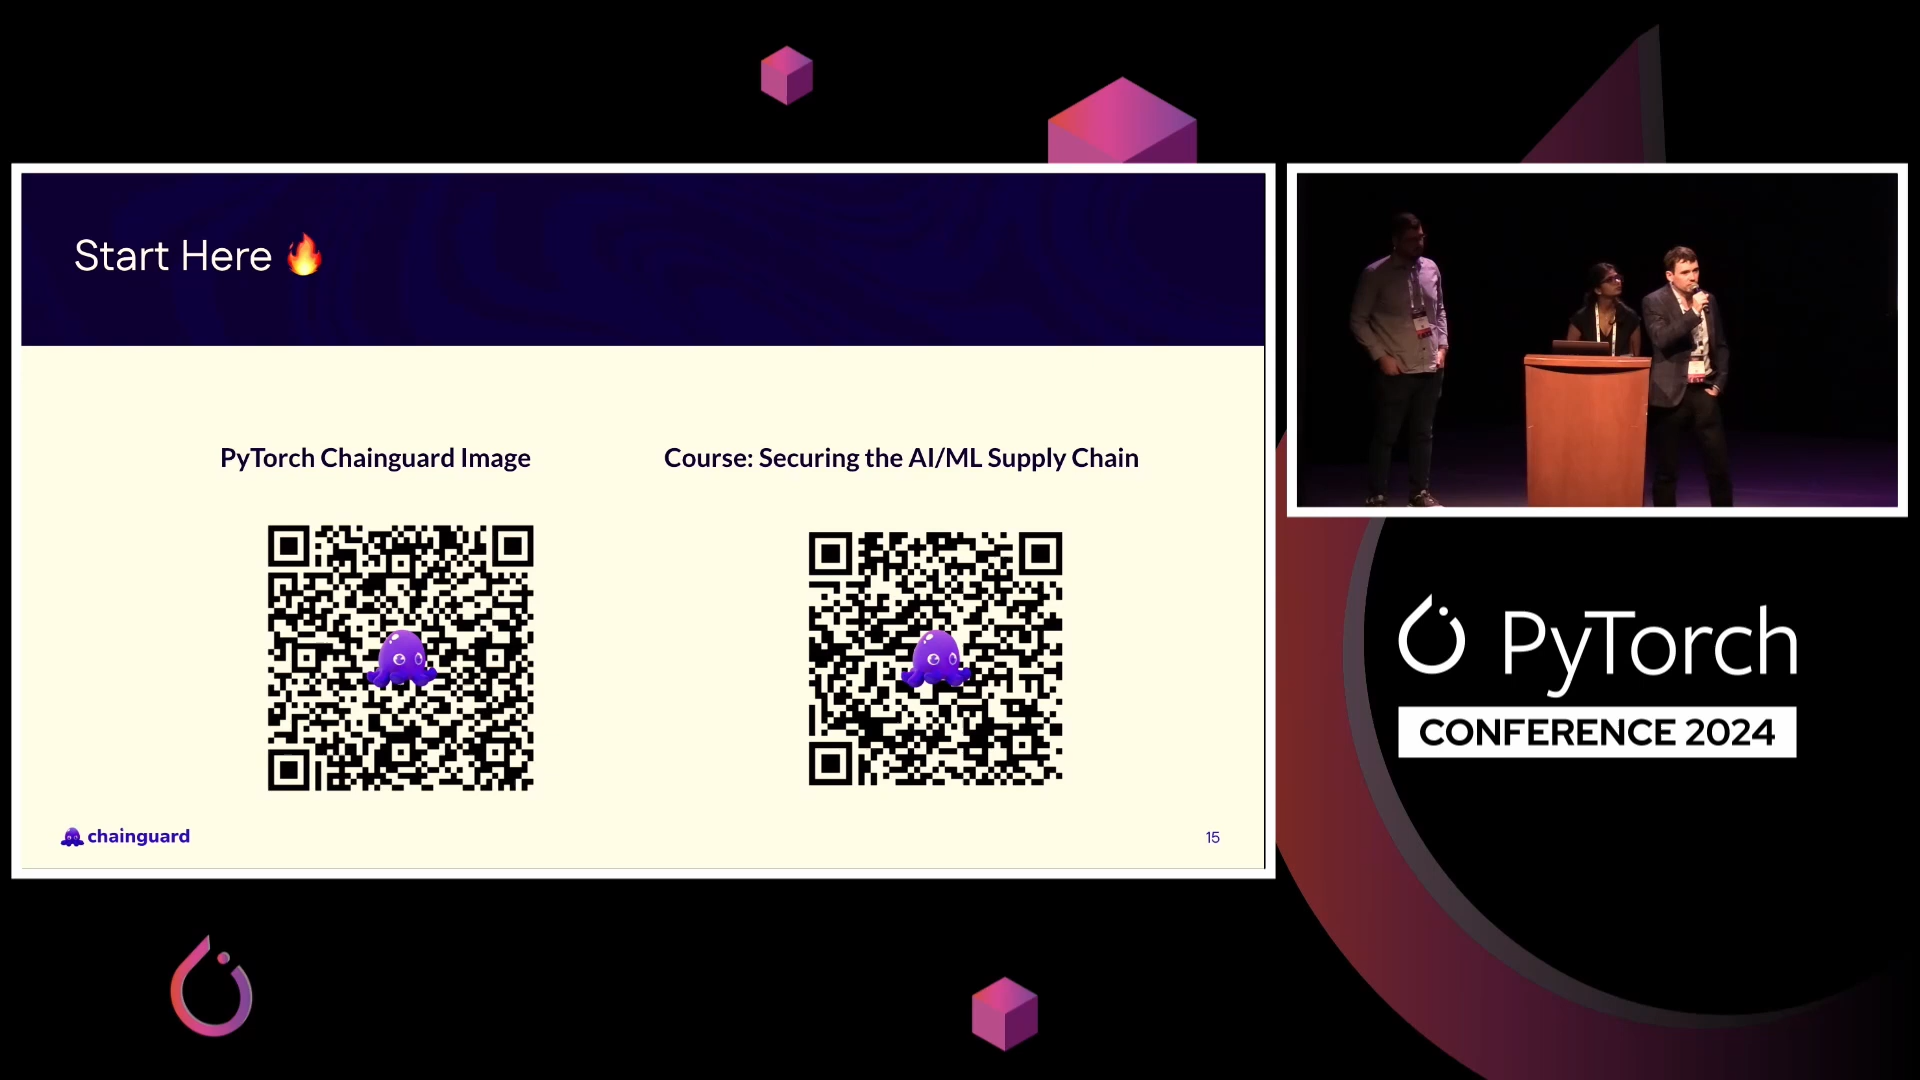 Start Here 🔥
PyTorch Chainguard Image
Course: Securing the AI/ML Supply Chain
chainguard
15
PyTorch
CONFERENCE 2024